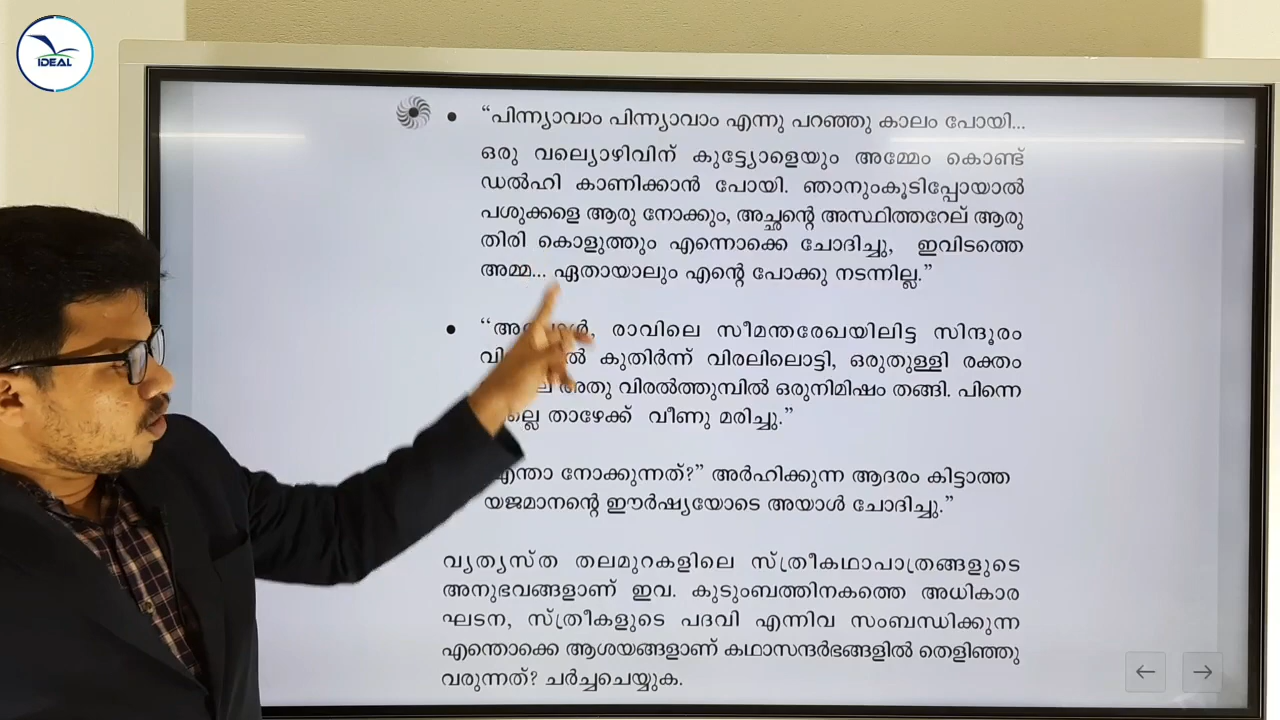 IDEAL
“പിന്ന്യാവാം പിന്ന്യാവാം എന്നു പറഞ്ഞു കാലം പോയി...
ഒരു വല്യൊഴിവിന് കുട്ട്യോളെയും അമ്മേം കൊണ്ട്
ഡൽഹി കാണിക്കാൻ പോയി. ഞാനുംകൂടിപ്പോയാൽ
പശുക്കളെ ആരു നോക്കും, അച്ഛന്റെ അസ്ഥിത്തറേല് ആരു
തിരി കൊളുത്തും എന്നൊക്കെ ചോദിച്ചു, ഇവിടത്തെ
അമ്മ... ഏതായാലും എന്റെ പോക്കു നടന്നില്ല.”
രാവിലെ സീമന്തരേഖയിലിട്ട സിന്ദൂരം
കുതിർന്ന് വിരലിലൊട്ടി, ഒരുതുള്ളി രക്തം
അതു വിരൽത്തുമ്പിൽ ഒരുനിമിഷം തങ്ങി. പിന്നെ
താഴേക്ക് വീണു മരിച്ചു.”
നോക്കുന്നത്?” അർഹിക്കുന്ന ആദരം കിട്ടാത്ത
യജമാനന്റെ ഈർഷ്യയോടെ അയാൾ ചോദിച്ചു.”
വ്യത്യസ്ത തലമുറകളിലെ സ്ത്രീകഥാപാത്രങ്ങളുടെ
അനുഭവങ്ങളാണ് ഇവ. കുടുംബത്തിനകത്തെ അധികാര
ഘടന, സ്ത്രീകളുടെ പദവി എന്നിവ സംബന്ധിക്കുന്ന
എന്തൊക്കെ ആശയങ്ങളാണ് കഥാസന്ദർഭങ്ങളിൽ തെളിഞ്ഞു
വരുന്നത്? ചർച്ചചെയ്യുക.